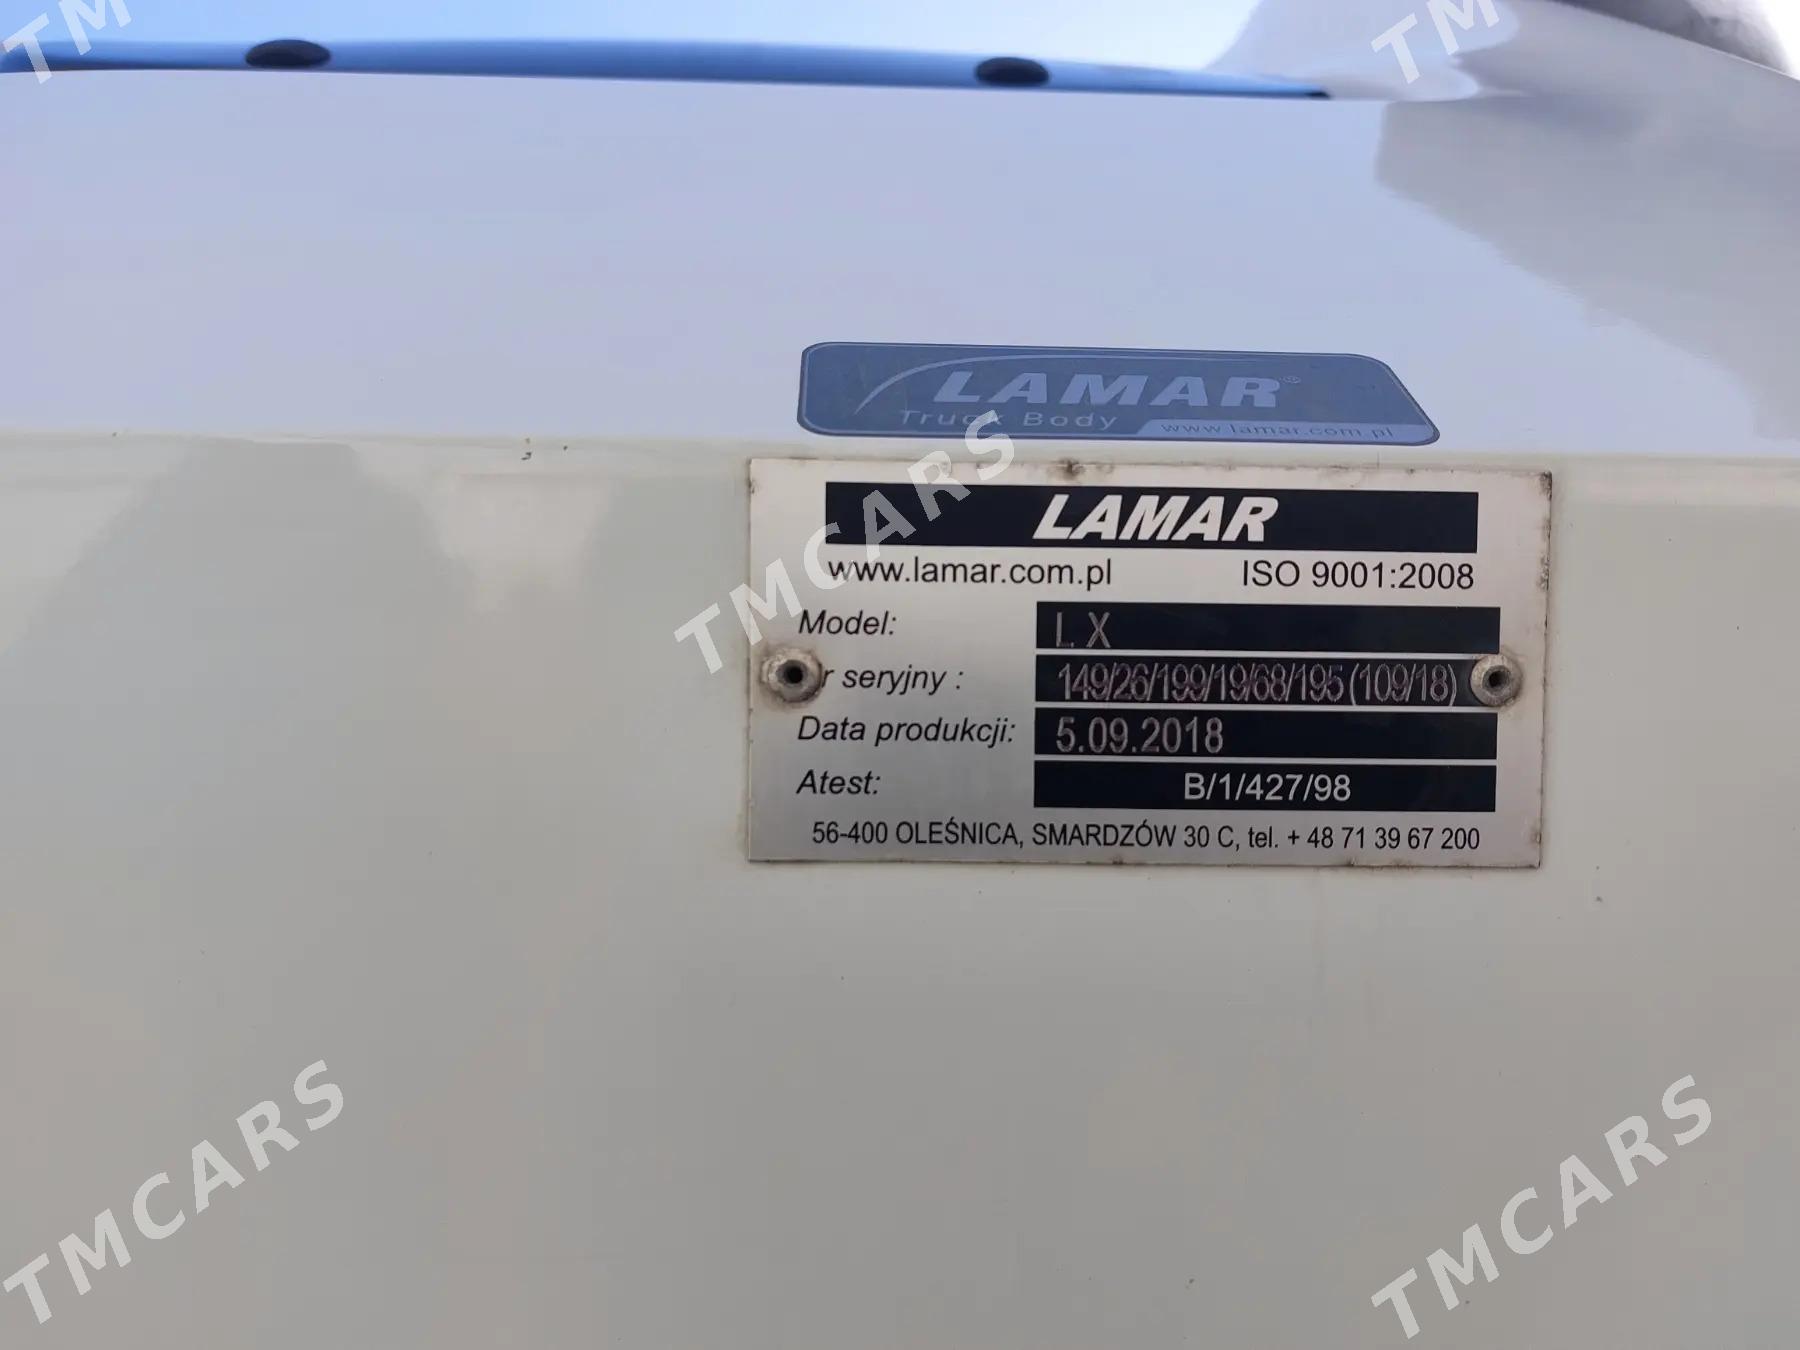 TM
TM
LAMAR®
Truck Body
www.lamar.com.pl
LAMAR
www.lamar.com.pl ISO 9001:2008
Model: LX
r seryjny : 149/26/199/19/68/195 (109/18)
Data produkcji: 5.09.2018
Atest: B/1/427/98
56-400 OLEŚNICA, SMARDZÓW 30 C, tel. + 48 71 39 67 200
TMCARS
TMCARS
TMCARS